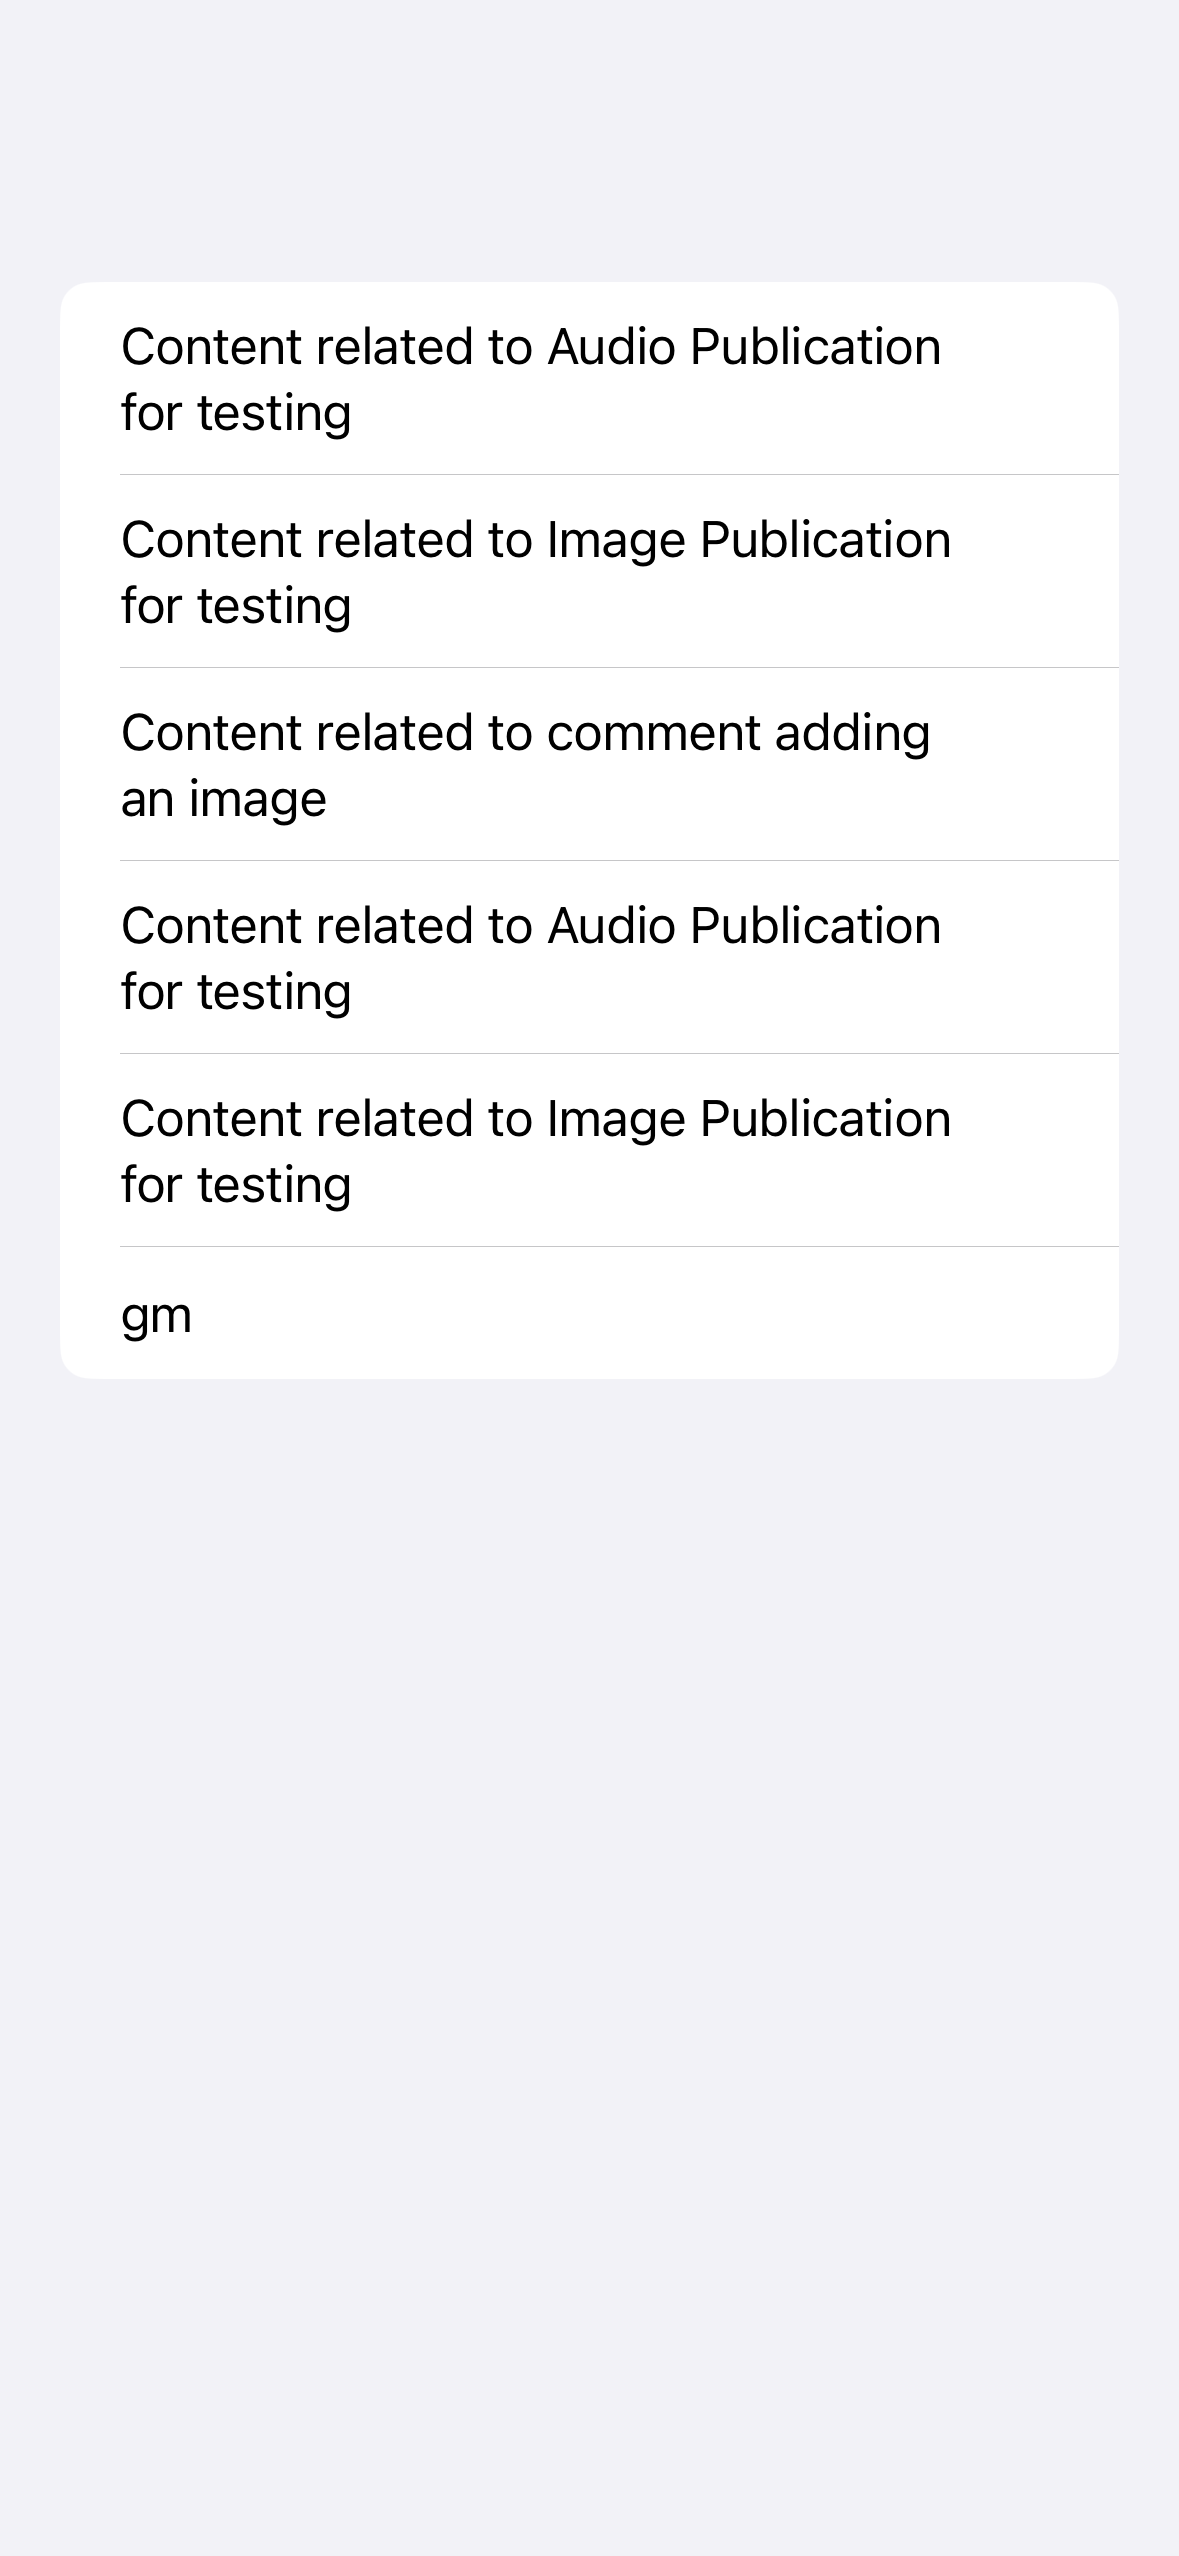 Content related to Audio Publication
for testing
Content related to Image Publication
for testing
Content related to comment adding
an image
Content related to Audio Publication
for testing
Content related to Image Publication
for testing
gm